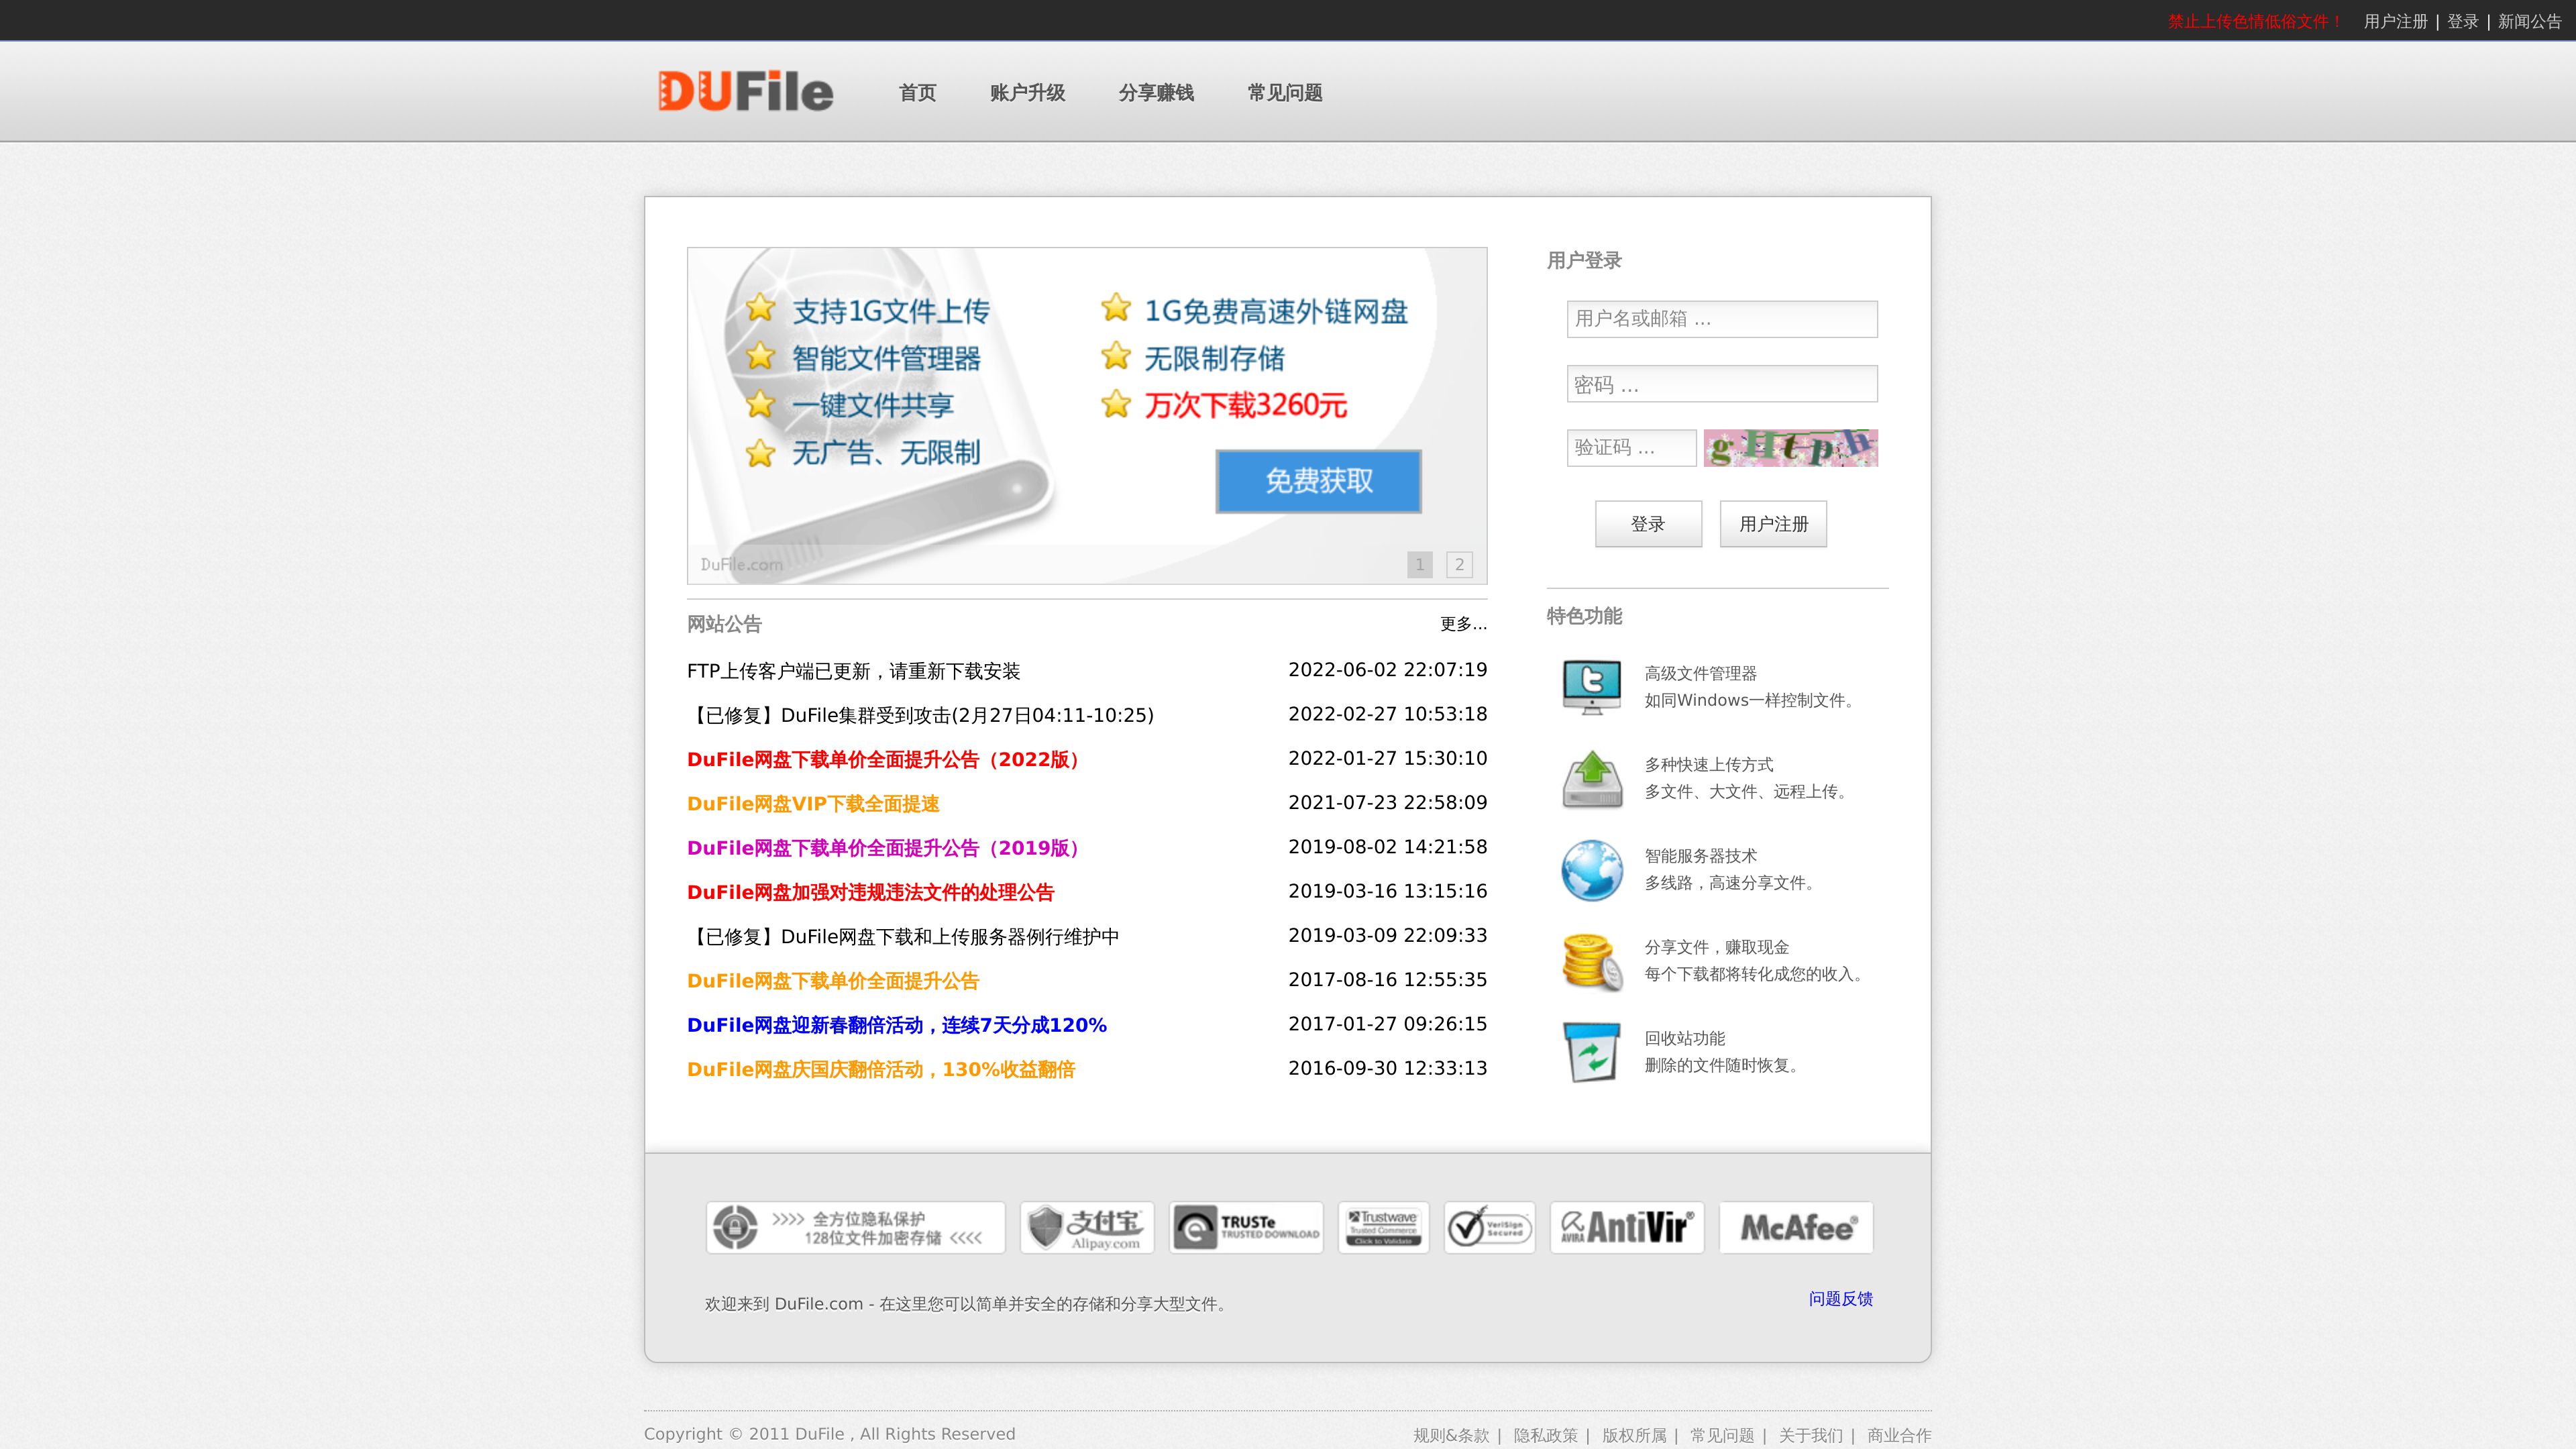 禁止上传色情低俗文件！ 用户注册 | 登录 | 新闻公告
DUFile 首页 账户升级 分享赚钱 常见问题
支持1G文件上传
智能文件管理器
一键文件共享
无广告、无限制
1G免费高速外链网盘
无限制存储
万次下载3260元
免费获取
DuFile.com
1 2
用户登录
用户名或邮箱 ...
密码 ...
验证码 ... gHtph
登录 用户注册
网站公告 更多...
FTP上传客户端已更新，请重新下载安装 2022-06-02 22:07:19
【已修复】DuFile集群受到攻击(2月27日04:11-10:25) 2022-02-27 10:53:18
DuFile网盘下载单价全面提升公告（2022版） 2022-01-27 15:30:10
DuFile网盘VIP下载全面提速 2021-07-23 22:58:09
DuFile网盘下载单价全面提升公告（2019版） 2019-08-02 14:21:58
DuFile网盘加强对违规违法文件的处理公告 2019-03-16 13:15:16
【已修复】DuFile网盘下载和上传服务器例行维护中 2019-03-09 22:09:33
DuFile网盘下载单价全面提升公告 2017-08-16 12:55:35
DuFile网盘迎新春翻倍活动，连续7天分成120% 2017-01-27 09:26:15
DuFile网盘庆国庆翻倍活动，130%收益翻倍 2016-09-30 12:33:13
特色功能
高级文件管理器
如同Windows一样控制文件。
多种快速上传方式
多文件、大文件、远程上传。
智能服务器技术
多线路，高速分享文件。
分享文件，赚取现金
每个下载都将转化成您的收入。
回收站功能
删除的文件随时恢复。
>>>> 全方位隐私保护
128位文件加密存储 <<<<
支付宝
Alipay.com
TRUSTe
TRUSTED DOWNLOAD
Trustwave
Trusted Commerce
Click to Validate
VeriSign
Secured
AVIRA AntiVir®
McAfee®
欢迎来到 DuFile.com - 在这里您可以简单并安全的存储和分享大型文件。 问题反馈
Copyright © 2011 DuFile , All Rights Reserved 规则&条款 | 隐私政策 | 版权所属 | 常见问题 | 关于我们 | 商业合作